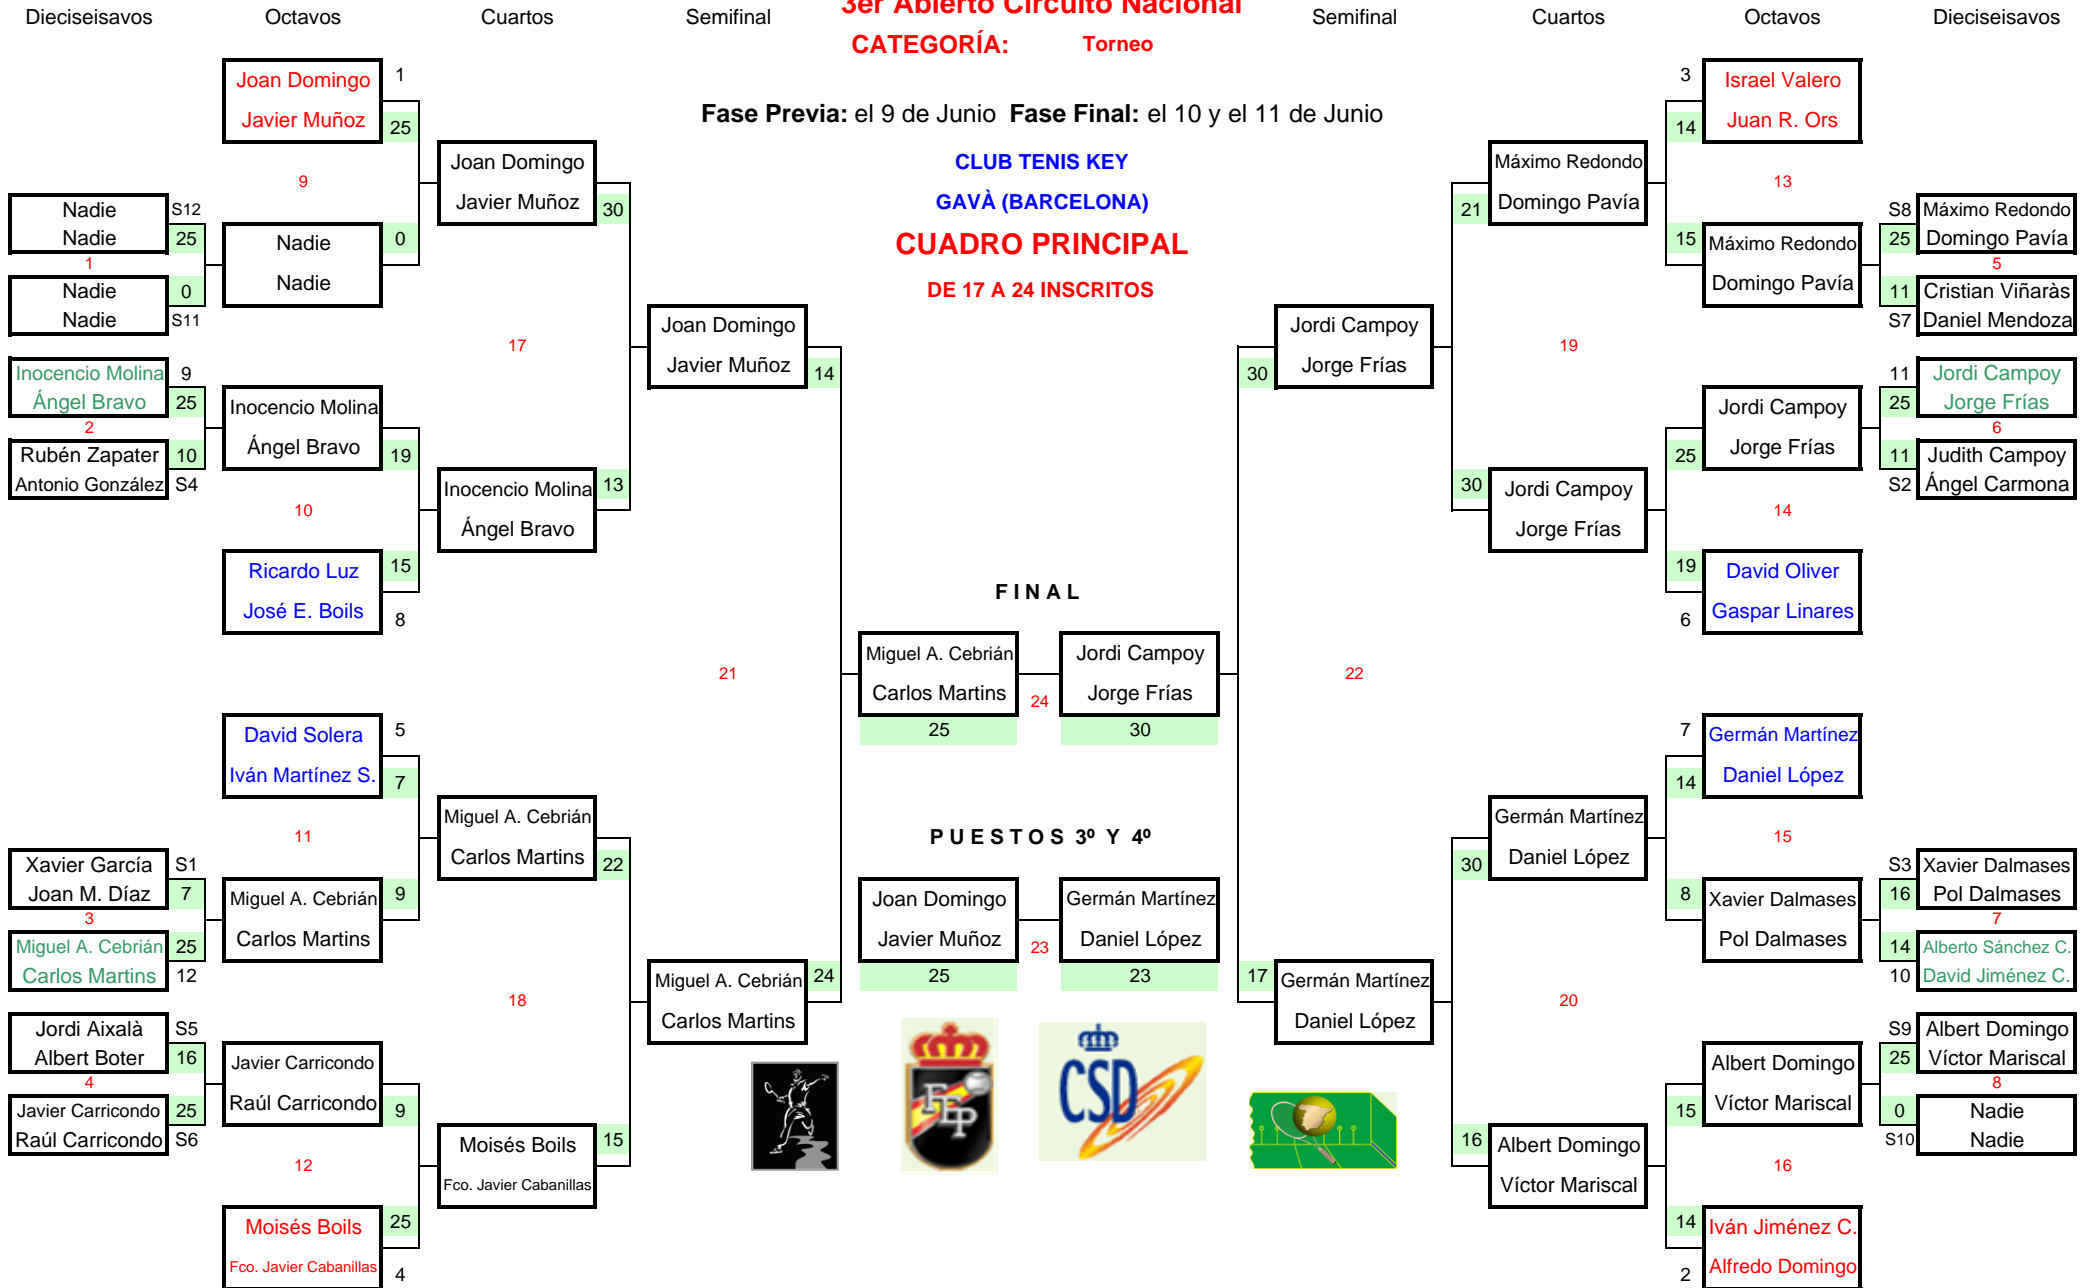 3er Abierto Circuito Nacional
Dieciseisavos Octavos Cuartos Semifinal Semifinal Cuartos Octavos Dieciseisavos
CATEGORÍA: Torneo
Fase Previa: el 9 de Junio Fase Final: el 10 y el 11 de Junio
CLUB TENIS KEY
GAVÀ (BARCELONA)
CUADRO PRINCIPAL
DE 17 A 24 INSCRITOS
Nadie S12
Nadie 25
1
Nadie 0
Nadie S11
Inocencio Molina 9
Ángel Bravo 25
2
Rubén Zapater 10
Antonio González S4
Xavier García S1
Joan M. Díaz 7
3
Miguel A. Cebrián 25
Carlos Martins 12
Jordi Aixalà S5
Albert Boter 16
4
Javier Carricondo 25
Raúl Carricondo S6
Joan Domingo 1
Javier Muñoz 25
9
Nadie 0
Nadie
Inocencio Molina
Ángel Bravo 19
10
Ricardo Luz 15
José E. Boils 8
David Solera 5
Iván Martínez S. 7
11
Miguel A. Cebrián 9
Carlos Martins
Javier Carricondo
Raúl Carricondo 9
12
Moisés Boils 25
Fco. Javier Cabanillas 4
Joan Domingo
Javier Muñoz 30
17
Inocencio Molina 13
Ángel Bravo
Miguel A. Cebrián
Carlos Martins 22
18
Moisés Boils 15
Fco. Javier Cabanillas
Joan Domingo
Javier Muñoz 14
21
Miguel A. Cebrián 24
Carlos Martins
FINAL
Miguel A. Cebrián
Carlos Martins
25
24
Jordi Campoy
Jorge Frías
30
PUESTOS 3º Y 4º
Joan Domingo
Javier Muñoz
25
23
Germán Martínez
Daniel López
23
FEP
CSD
Jordi Campoy
30 Jorge Frías
22
17 Germán Martínez
Daniel López
Máximo Redondo
21 Domingo Pavía
19
30 Jordi Campoy
Jorge Frías
Germán Martínez
30 Daniel López
20
16 Albert Domingo
Víctor Mariscal
3 Israel Valero
14 Juan R. Ors
13
15 Máximo Redondo
Domingo Pavía
Jordi Campoy
25 Jorge Frías
14
19 David Oliver
6 Gaspar Linares
7 Germán Martínez
14 Daniel López
15
8 Xavier Dalmases
Pol Dalmases
Albert Domingo
15 Víctor Mariscal
16
14 Iván Jiménez C.
2 Alfredo Domingo
S8 Máximo Redondo
25 Domingo Pavía
5
11 Cristian Viñaràs
S7 Daniel Mendoza
11 Jordi Campoy
25 Jorge Frías
6
11 Judith Campoy
S2 Ángel Carmona
S3 Xavier Dalmases
16 Pol Dalmases
7
14 Alberto Sánchez C.
10 David Jiménez C.
S9 Albert Domingo
25 Víctor Mariscal
8
0 Nadie
S10 Nadie